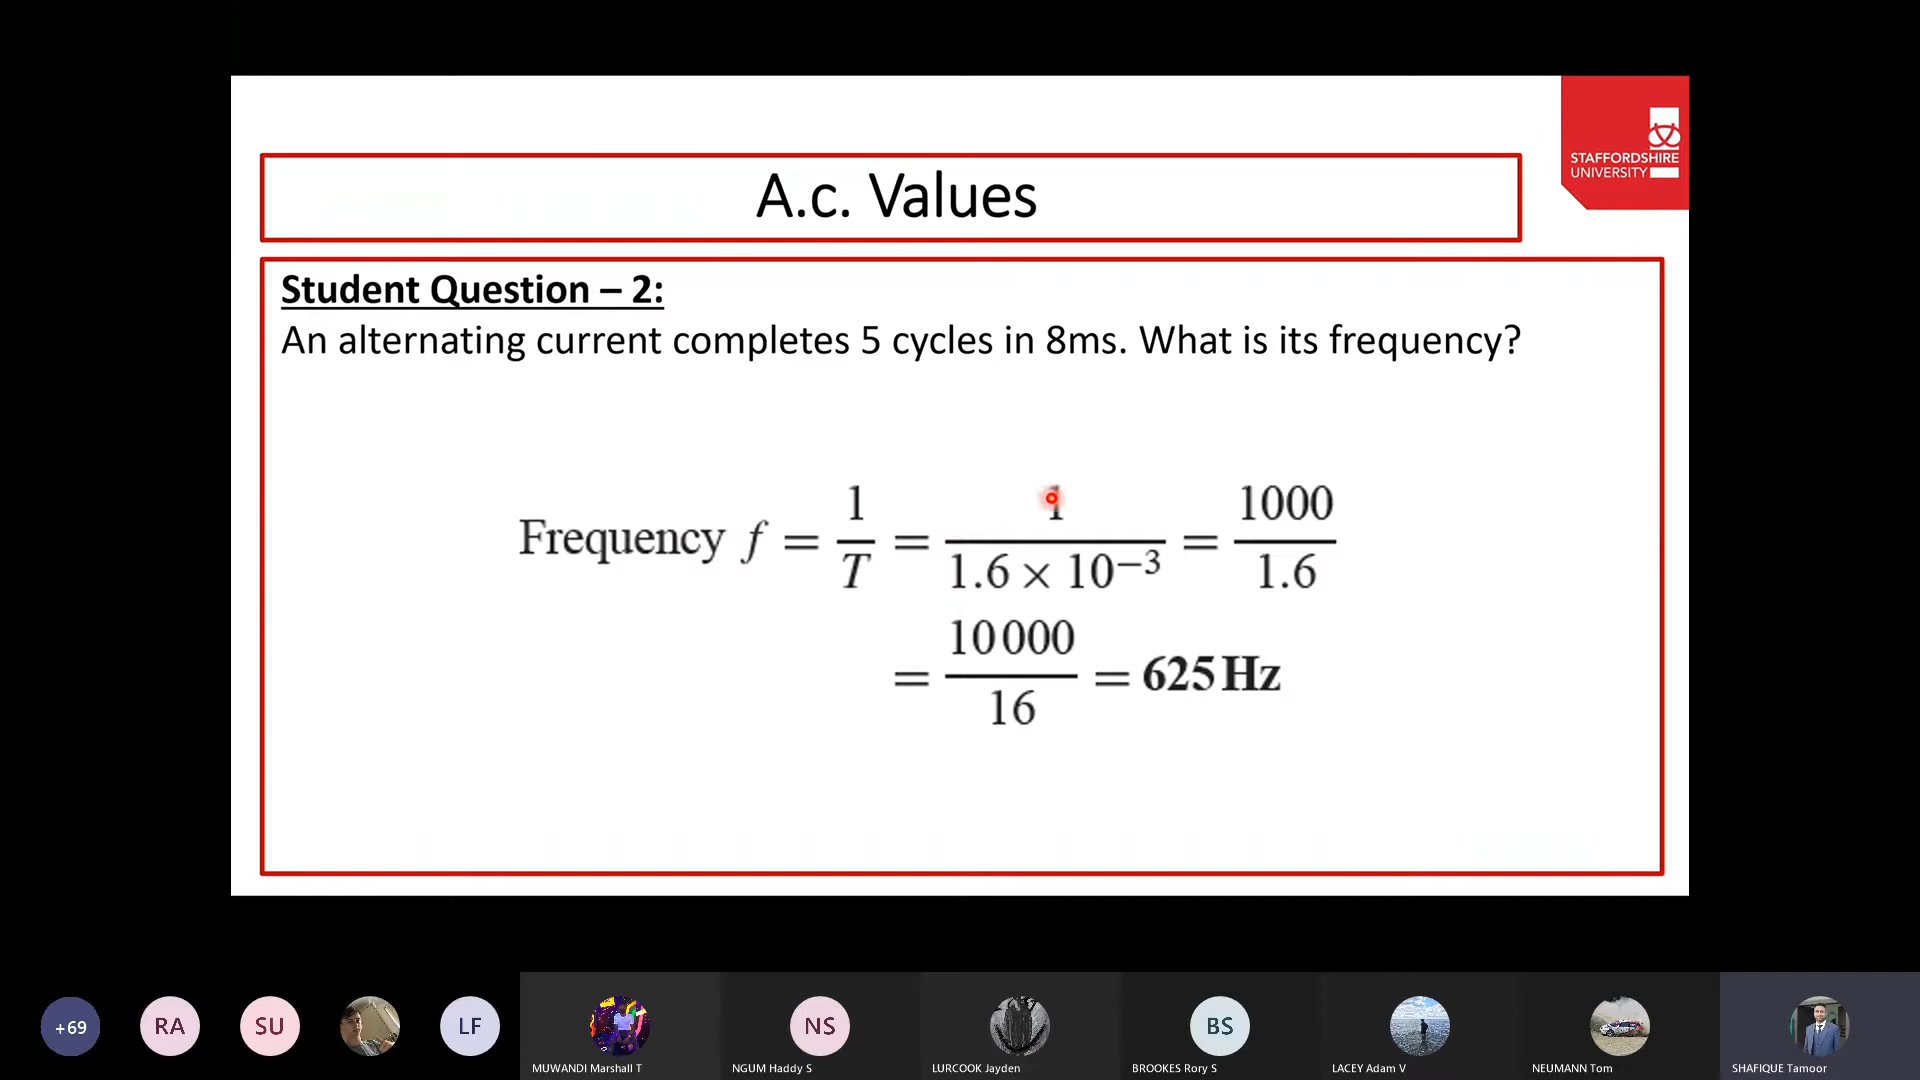 STAFFORDSHIRE
UNIVERSITY
A.c. Values
Student Question – 2:
An alternating current completes 5 cycles in 8ms. What is its frequency?
Frequency f = 1/T = 1/(1.6 × 10⁻³) = 1000/1.6
= 10 000/16 = 625 Hz
+69
RA
SU
LF
NS
BS
MUWANDI Marshall T
NGUM Haddy S
LURCOOK Jayden
BROOKES Rory S
LACEY Adam V
NEUMANN Tom
SHAFIQUE Tamoor